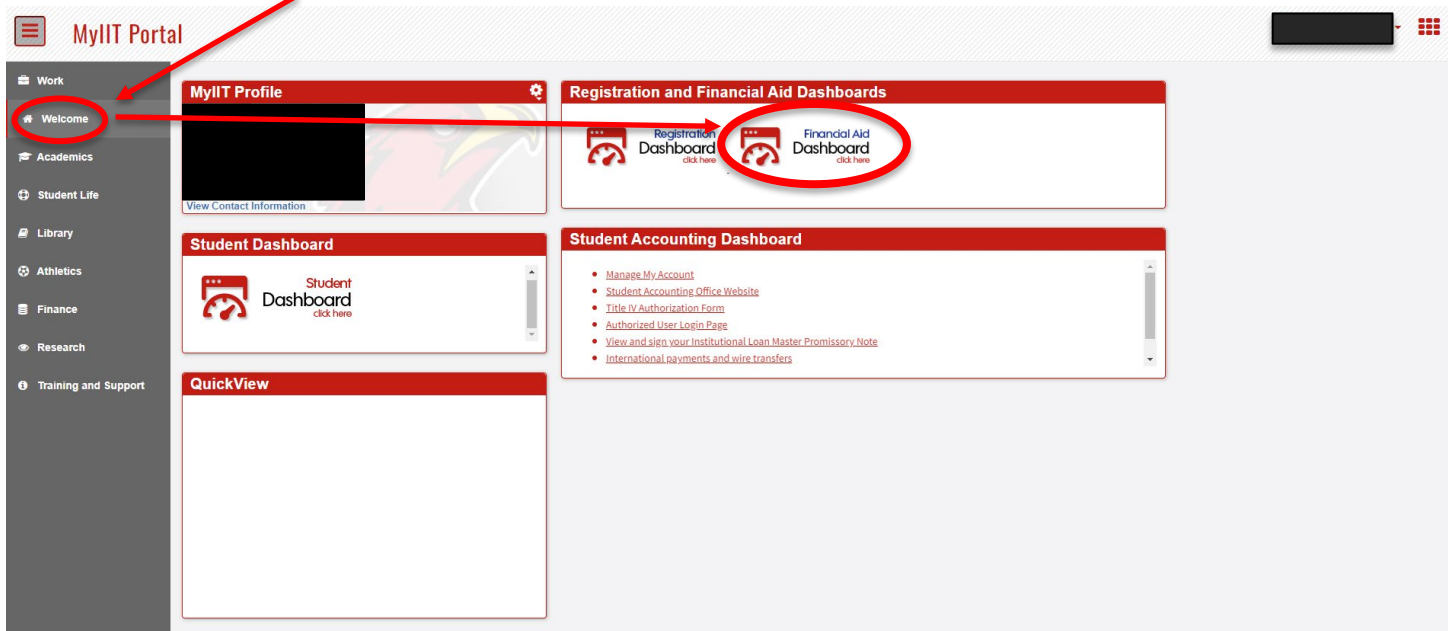 MyIIT Portal
Work
Welcome
Academics
Student Life
Library
Athletics
Finance
Research
Training and Support
MyIIT Profile
View Contact Information
Student Dashboard
Student
Dashboard
click here
QuickView
Registration and Financial Aid Dashboards
Registration
Dashboard
click here
Financial Aid
Dashboard
click here
Student Accounting Dashboard
Manage My Account
Student Accounting Office Website
Title IV Authorization Form
Authorized User Login Page
View and sign your Institutional Loan Master Promissory Note
International payments and wire transfers